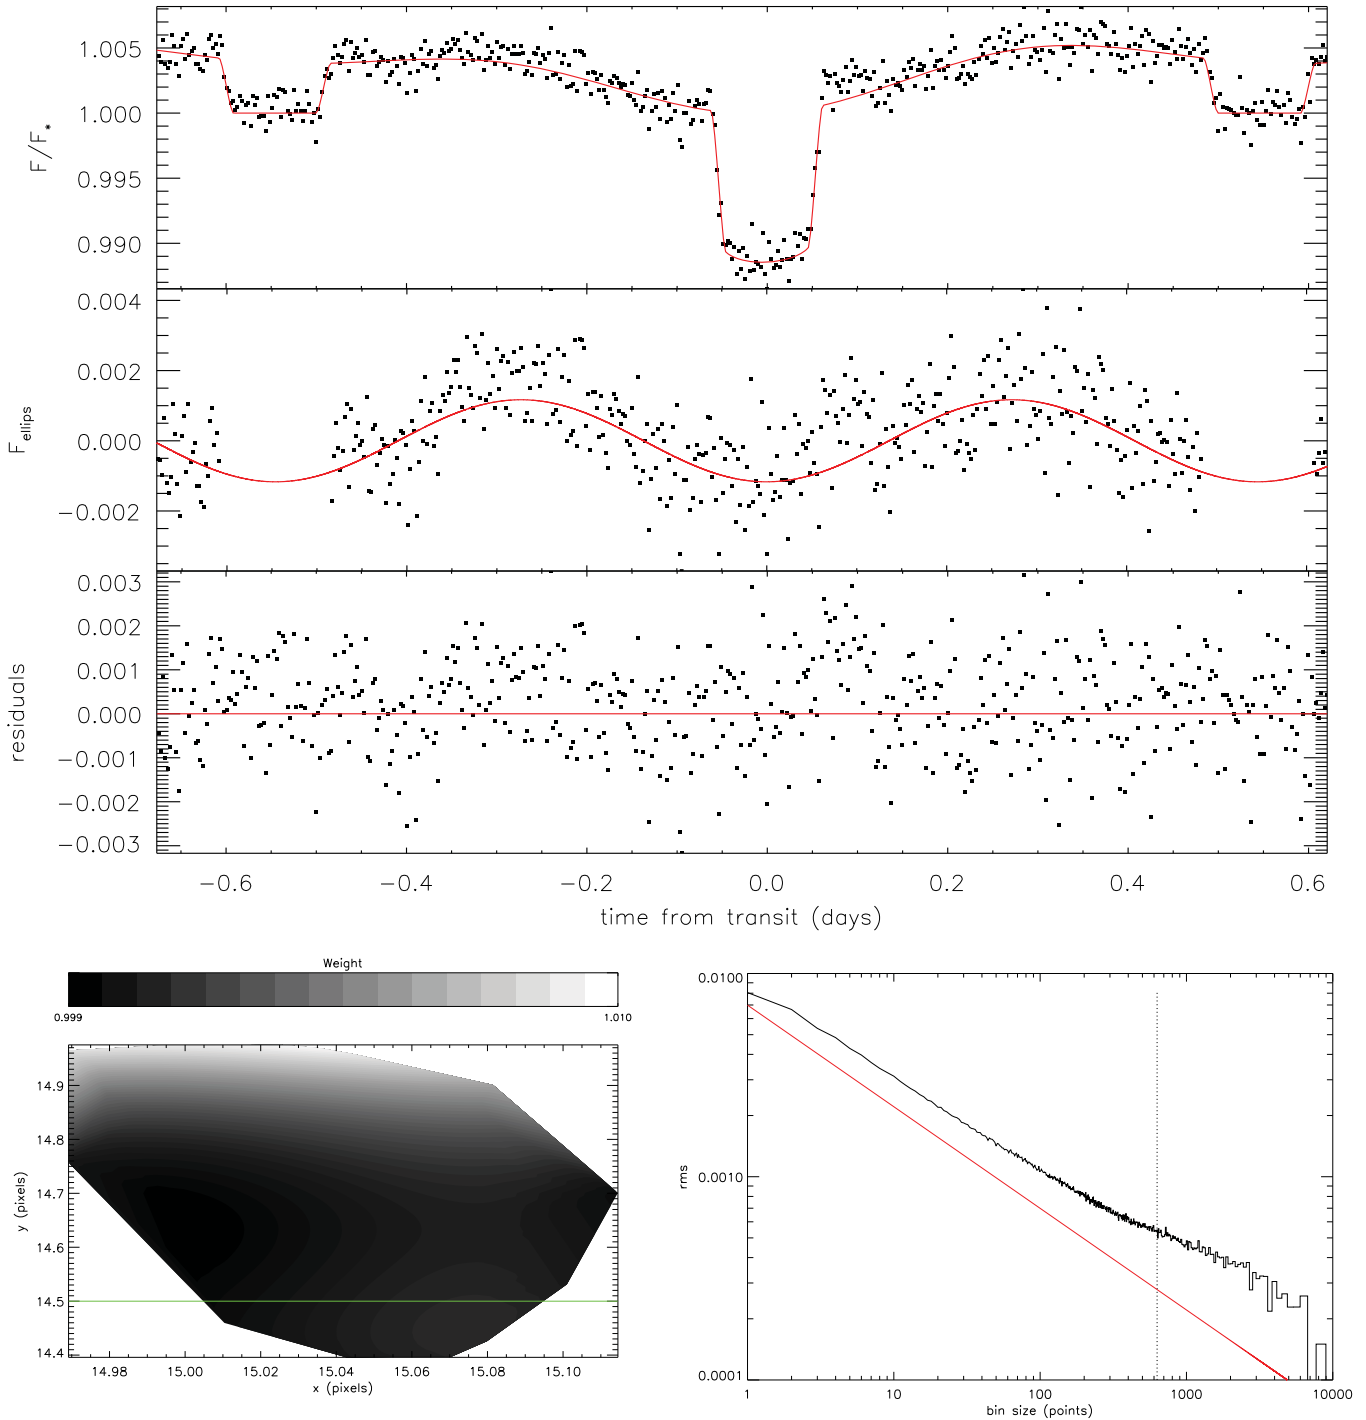 1.005
1.000
0.995
0.990
F/F*
0.004
0.002
0.000
−0.002
Fellips
0.003
0.002
0.001
0.000
−0.001
−0.002
−0.003
residuals
−0.6 −0.4 −0.2 0.0 0.2 0.4 0.6
time from transit (days)
Weight
0.999 1.010
14.9
14.8
14.7
14.6
14.5
14.4
y (pixels)
14.98 15.00 15.02 15.04 15.06 15.08 15.10
x (pixels)
0.0100
0.0010
0.0001
rms
1 10 100 1000 10000
bin size (points)